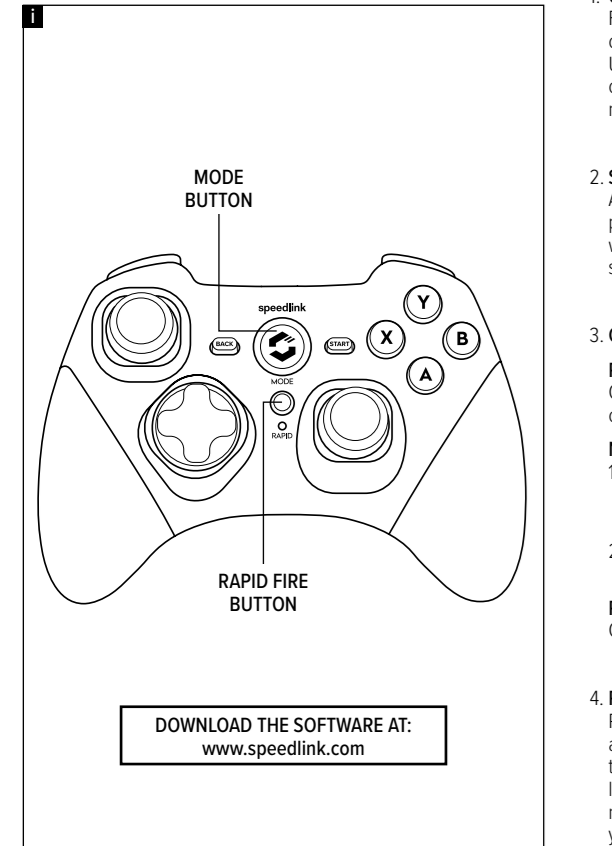 i
MODE
BUTTON
speedlink
BACK
START
Y
X
B
A
MODE
RAPID
RAPID FIRE
BUTTON
DOWNLOAD THE SOFTWARE AT:
www.speedlink.com
2.
3.
4.